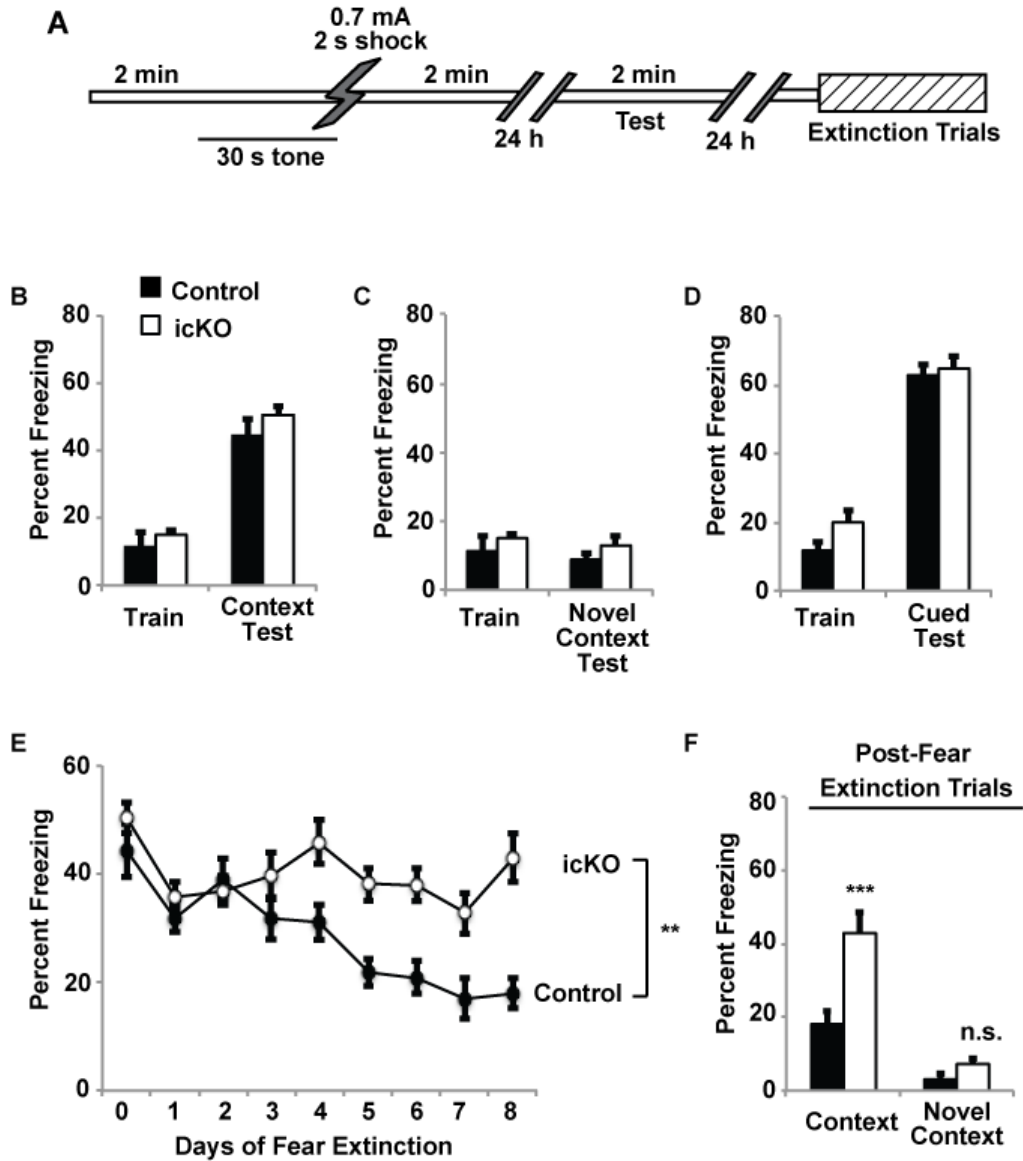 A
0.7 mA
2 s shock
2 min
2 min
2 min
30 s tone
24 h
Test
24 h
Extinction Trials
B
Control
icKO
Percent Freezing
80
60
40
20
0
Train
Context
Test
C
Percent Freezing
80
60
40
20
0
Train
Novel
Context
Test
D
Percent Freezing
80
60
40
20
0
Train
Cued
Test
E
Percent Freezing
60
40
20
0
0 1 2 3 4 5 6 7 8
Days of Fear Extinction
icKO
**
Control
F
Post-Fear
Extinction Trials
Percent Freezing
80
60
40
20
0
***
n.s.
Context
Novel
Context